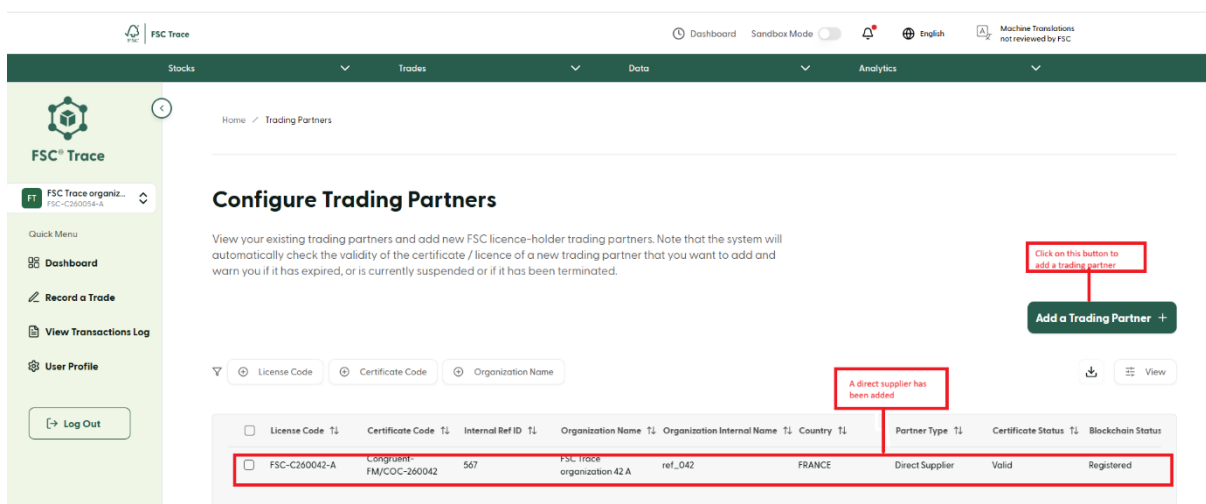 FSC
FSC Trace
Dashboard
Sandbox Mode
English
Machine Translations
not reviewed by FSC
Stocks
Trades
Data
Analytics
FSC® Trace
FT
FSC Trace organiz...
FSC-C260054-A
Quick Menu
Dashboard
Record a Trade
View Transactions Log
User Profile
Log Out
Home / Trading Partners
Configure Trading Partners
View your existing trading partners and add new FSC licence-holder trading partners. Note that the system will
automatically check the validity of the certificate / licence of a new trading partner that you want to add and
warn you if it has expired, or is currently suspended or if it has been terminated.
Click on this button to
add a trading partner
Add a Trading Partner +
License Code
Certificate Code
Organization Name
View
A direct supplier has
been added
License Code Certificate Code Internal Ref ID Organization Name Organization Internal Name Country Partner Type Certificate Status Blockchain Status
FSC-C260042-A
Congruent-
FM/COC-260042
567
FSC Trace
organization 42 A
ref_042
FRANCE
Direct Supplier
Valid
Registered